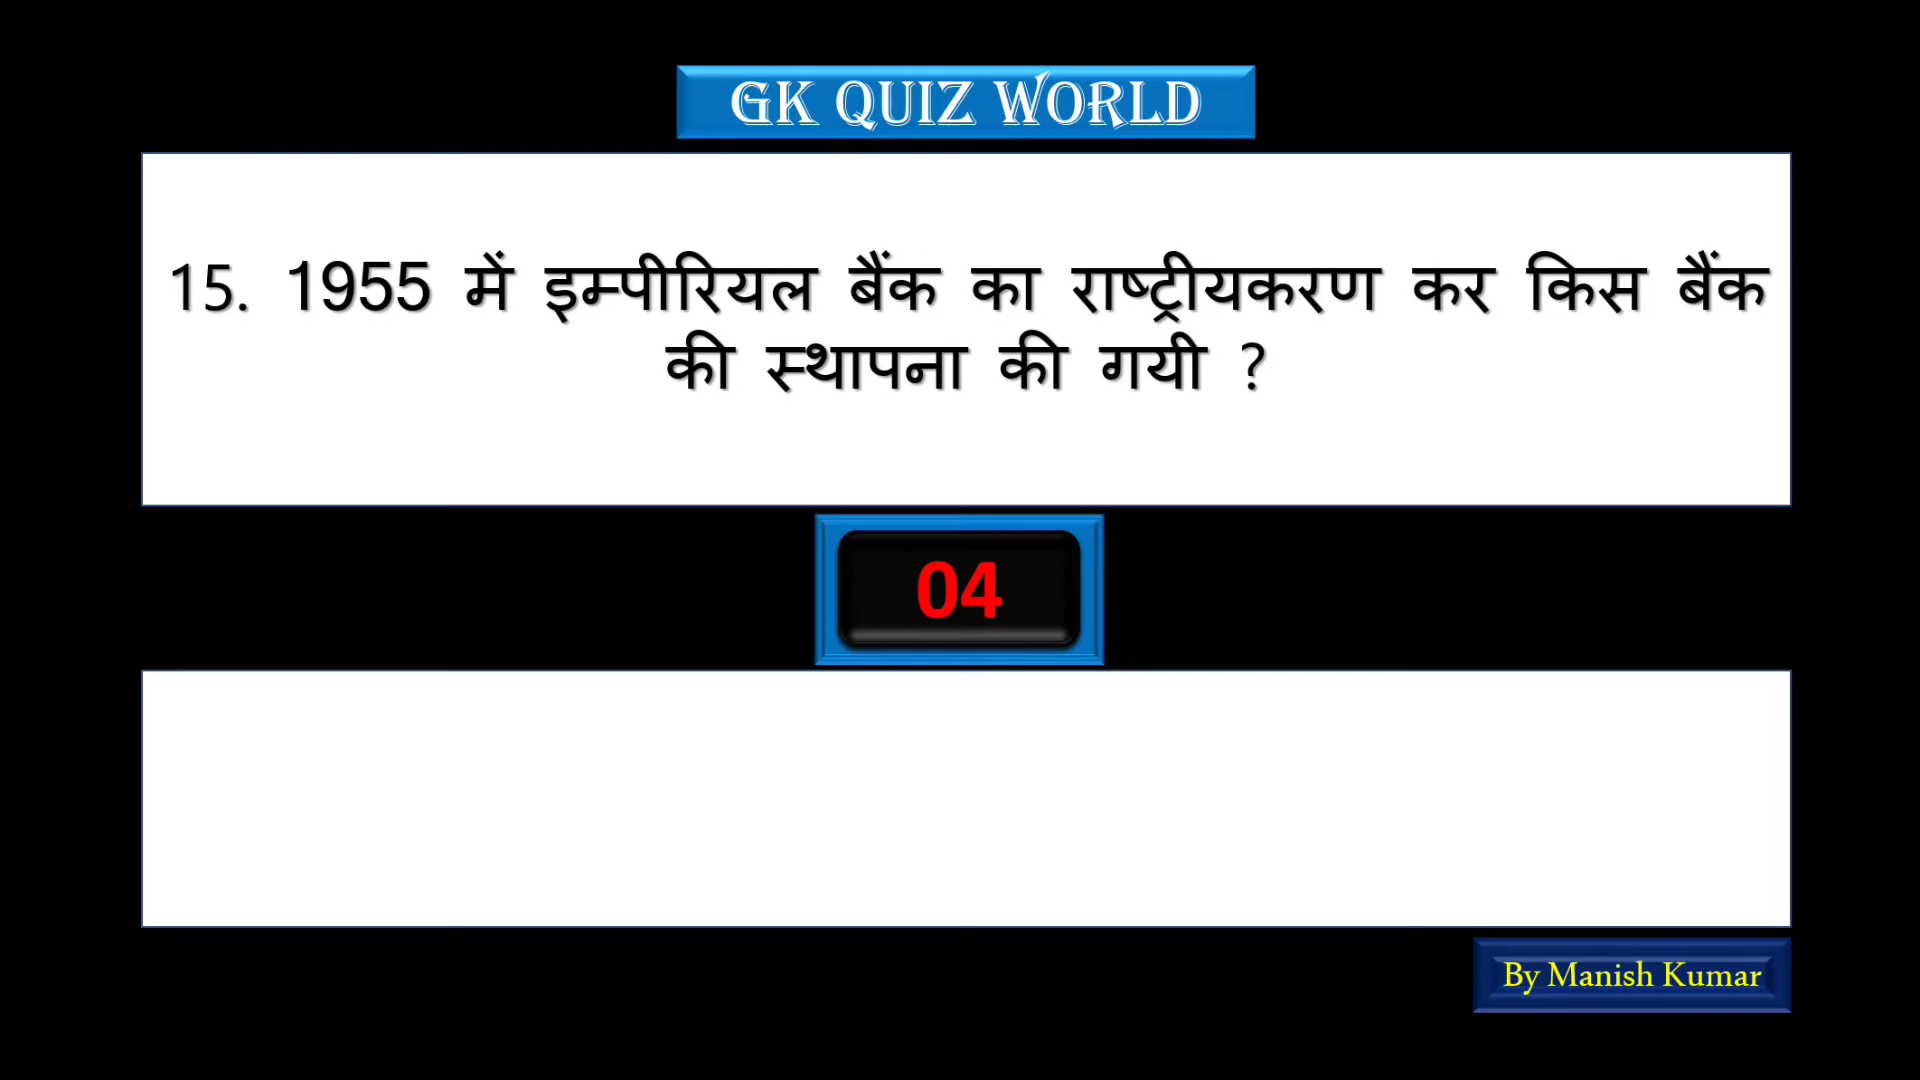 GK QUIZ WORLD
15. 1955 में इम्पीरियल बैंक का राष्ट्रीयकरण कर किस बैंक
की स्थापना की गयी ?
04
By Manish Kumar